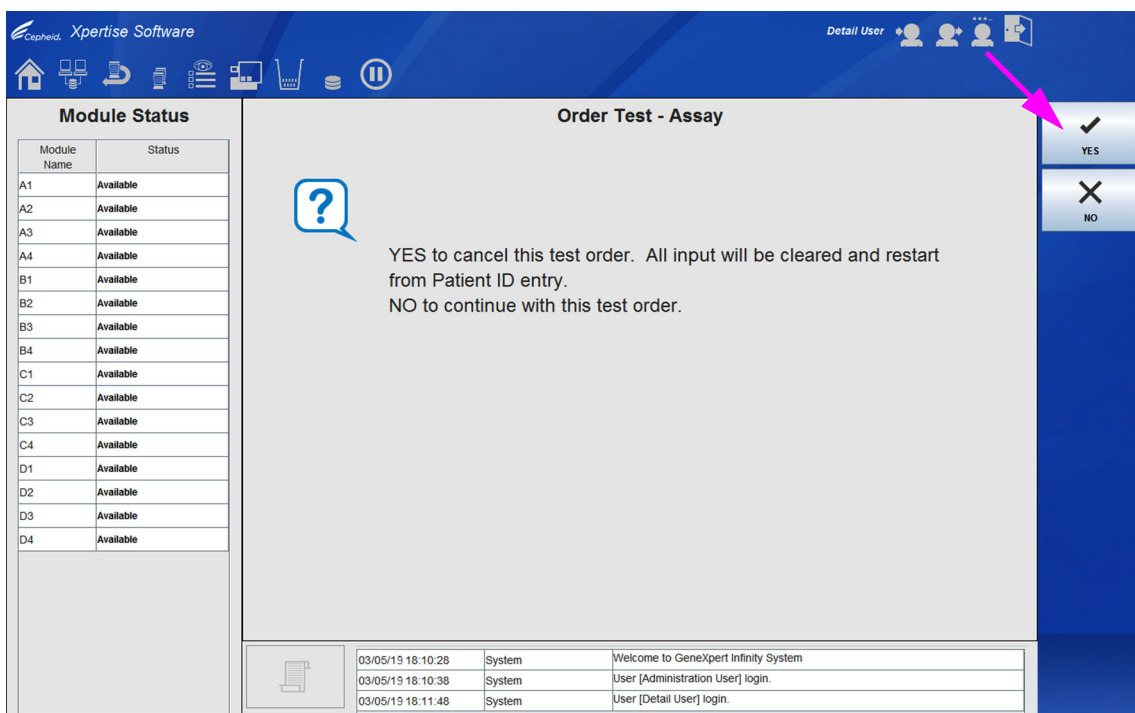 Cepheid. Xpertise Software
Detail User
Module Status
Module Name Status
A1 Available
A2 Available
A3 Available
A4 Available
B1 Available
B2 Available
B3 Available
B4 Available
C1 Available
C2 Available
C3 Available
C4 Available
D1 Available
D2 Available
D3 Available
D4 Available
Order Test - Assay
YES to cancel this test order. All input will be cleared and restart
from Patient ID entry.
NO to continue with this test order.
YES
NO
03/05/19 18:10:28 System Welcome to GeneXpert Infinity System
03/05/19 18:10:38 System User [Administration User] login.
03/05/19 18:11:48 System User [Detail User] login.